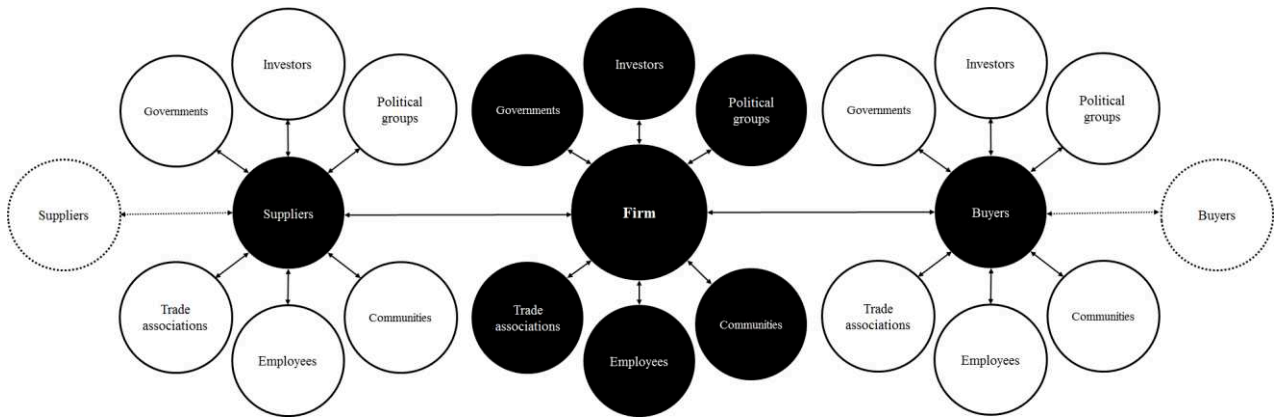 Investors
Governments
Political
groups
Suppliers
Suppliers
Trade
associations
Employees
Communities
Investors
Governments
Political
groups
Firm
Trade
associations
Employees
Communities
Investors
Governments
Political
groups
Buyers
Buyers
Trade
associations
Employees
Communities